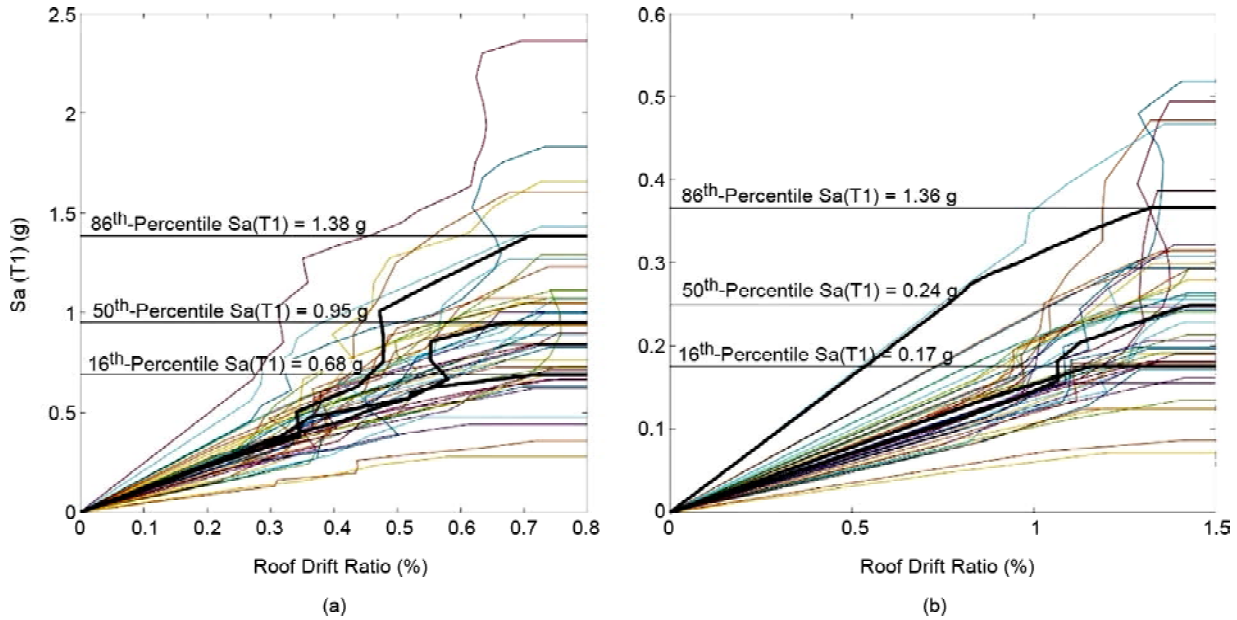 2.5
2
1.5
1
0.5
0
Sa (T1) (g)
86th-Percentile Sa(T1) = 1.38 g
50th-Percentile Sa(T1) = 0.95 g
16th-Percentile Sa(T1) = 0.68 g
0 0.1 0.2 0.3 0.4 0.5 0.6 0.7 0.8
Roof Drift Ratio (%)
(a)
0.6
0.5
0.4
0.3
0.2
0.1
0
86th-Percentile Sa(T1) = 1.36 g
50th-Percentile Sa(T1) = 0.24 g
16th-Percentile Sa(T1) = 0.17 g
0 0.5 1 1.5
Roof Drift Ratio (%)
(b)